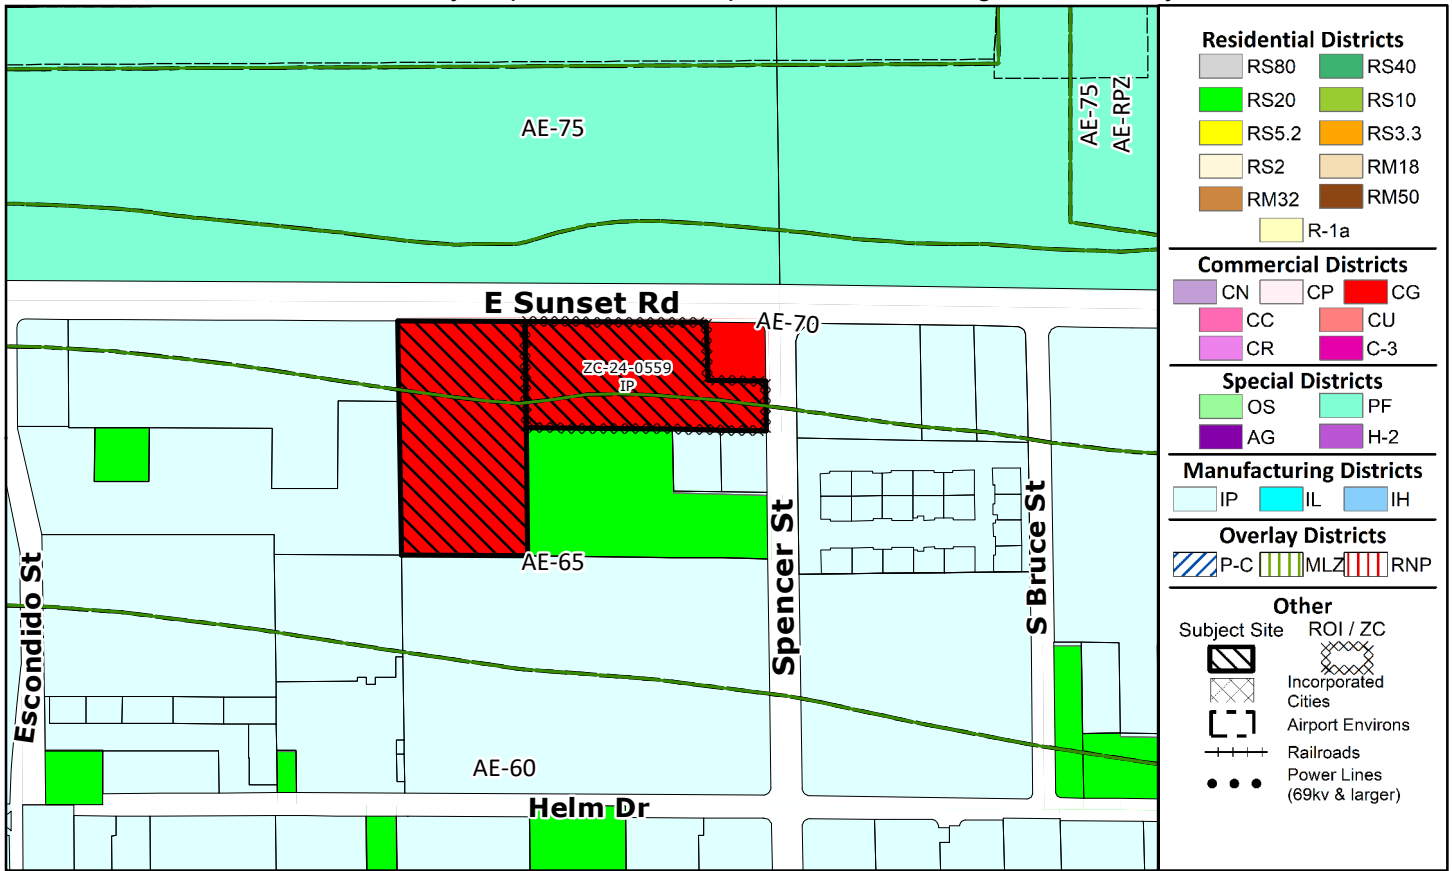 AE-75
AE-75
AE-RPZ
E Sunset Rd
AE-70
ZC-24-0559
IP
AE-65
Spencer St
S Bruce St
Escondido St
AE-60
Helm Dr
Residential Districts
RS80
RS40
RS20
RS10
RS5.2
RS3.3
RS2
RM18
RM32
RM50
R-1a
Commercial Districts
CN
CP
CG
CC
CU
CR
C-3
Special Districts
OS
PF
AG
H-2
Manufacturing Districts
IP
IL
IH
Overlay Districts
P-C
MLZ
RNP
Other
Subject Site
ROI / ZC
Incorporated
Cities
Airport Environs
Railroads
Power Lines
(69kv & larger)